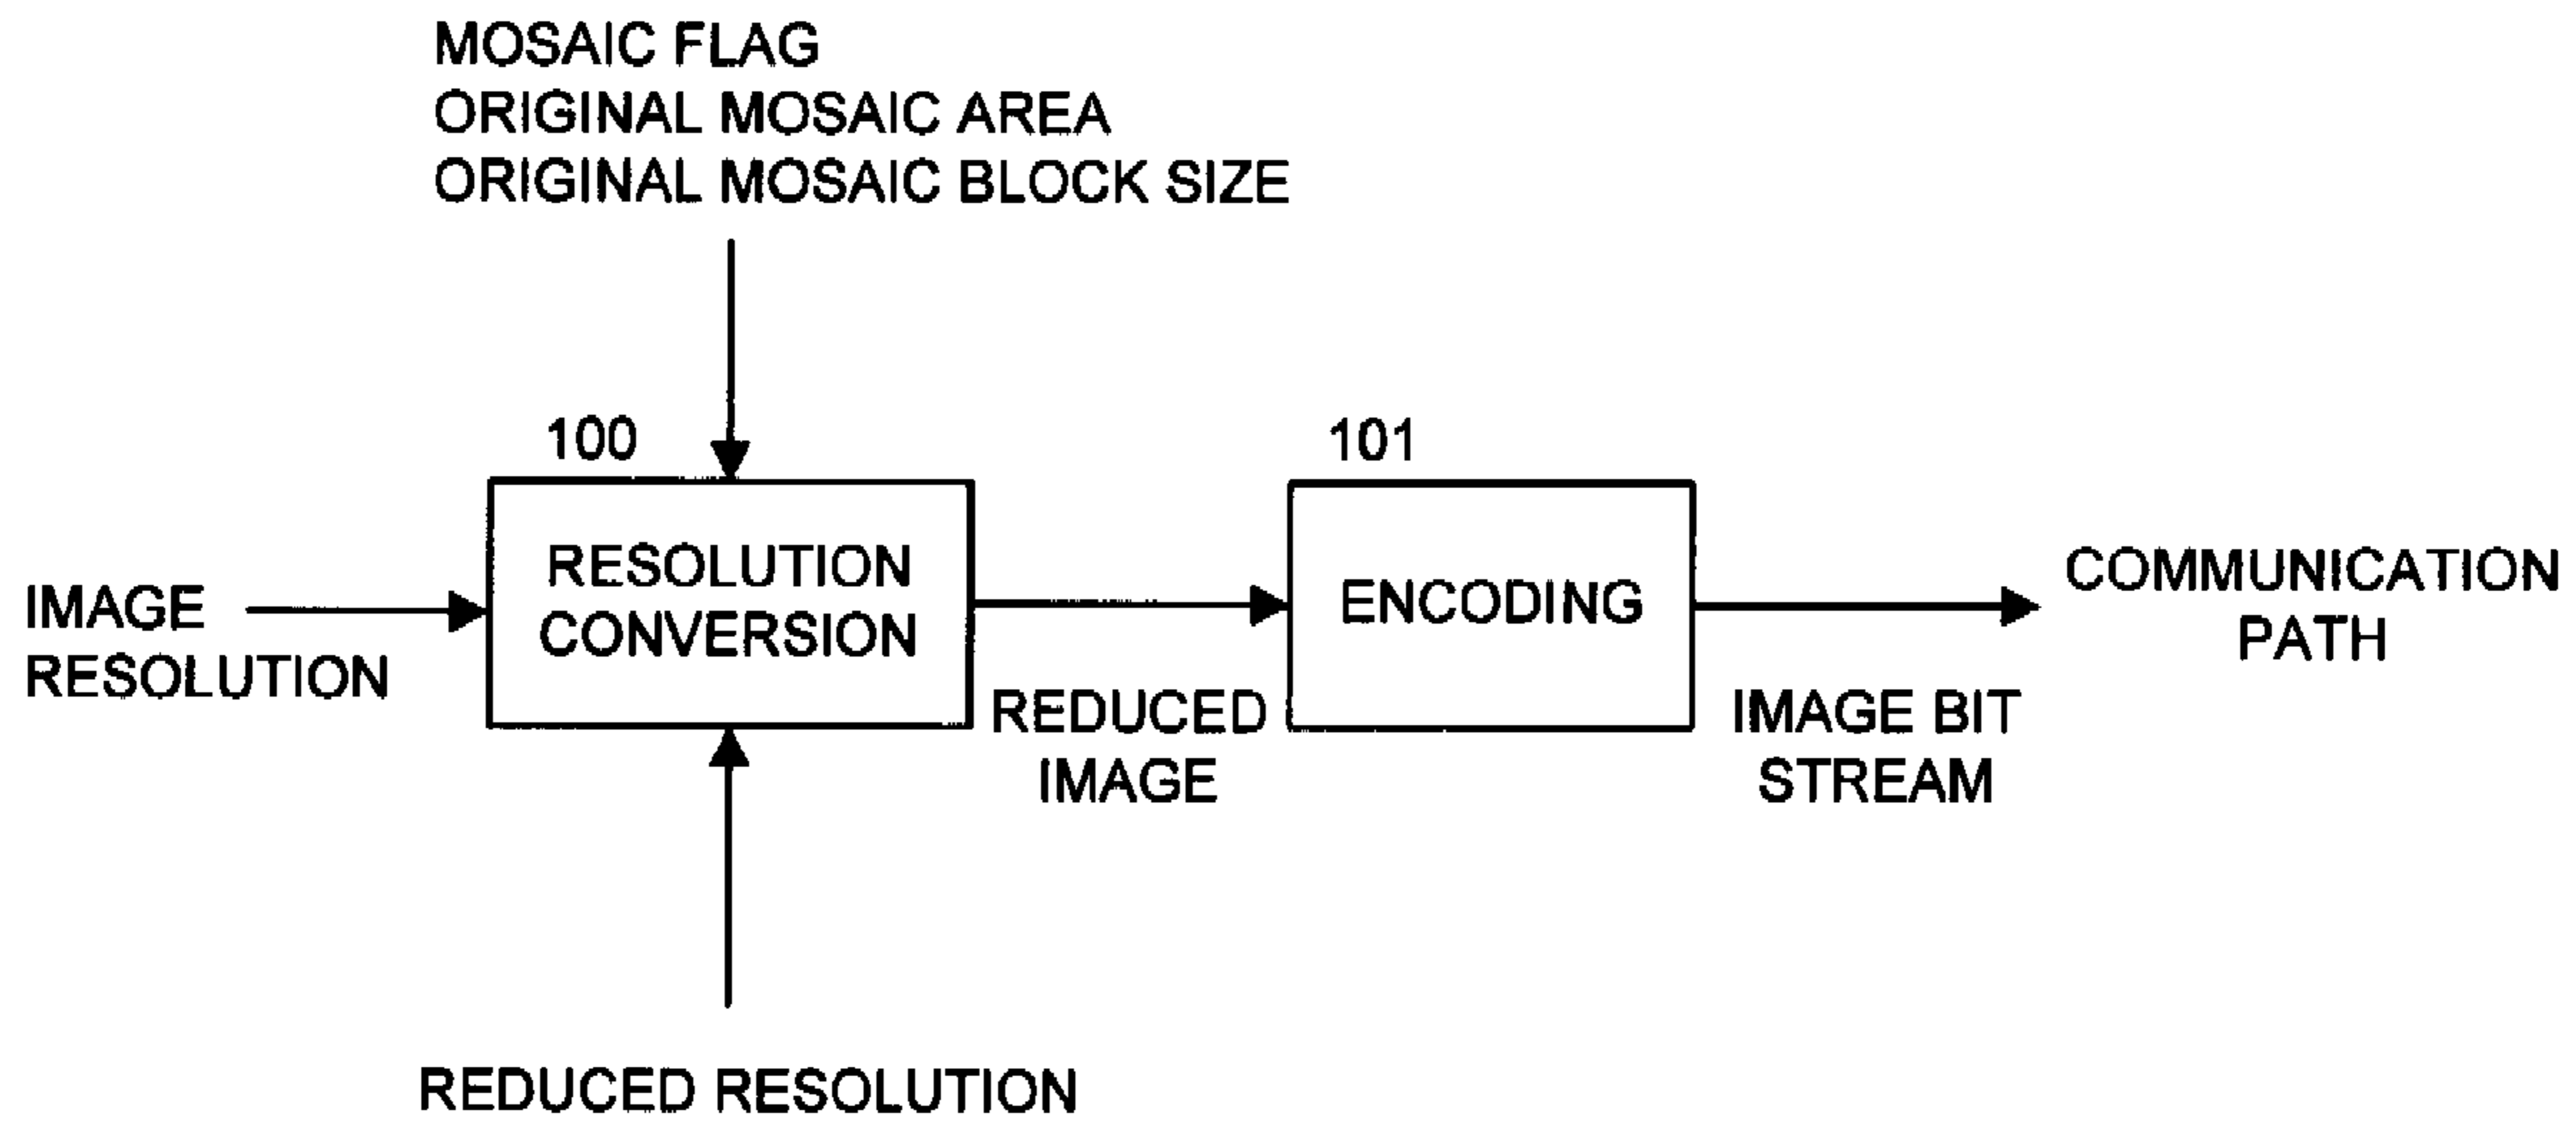 MOSAIC FLAG
ORIGINAL MOSAIC AREA
ORIGINAL MOSAIC BLOCK SIZE
100
101
IMAGE
RESOLUTION
RESOLUTION
CONVERSION
REDUCED
IMAGE
ENCODING
IMAGE BIT
STREAM
COMMUNICATION
PATH
REDUCED RESOLUTION